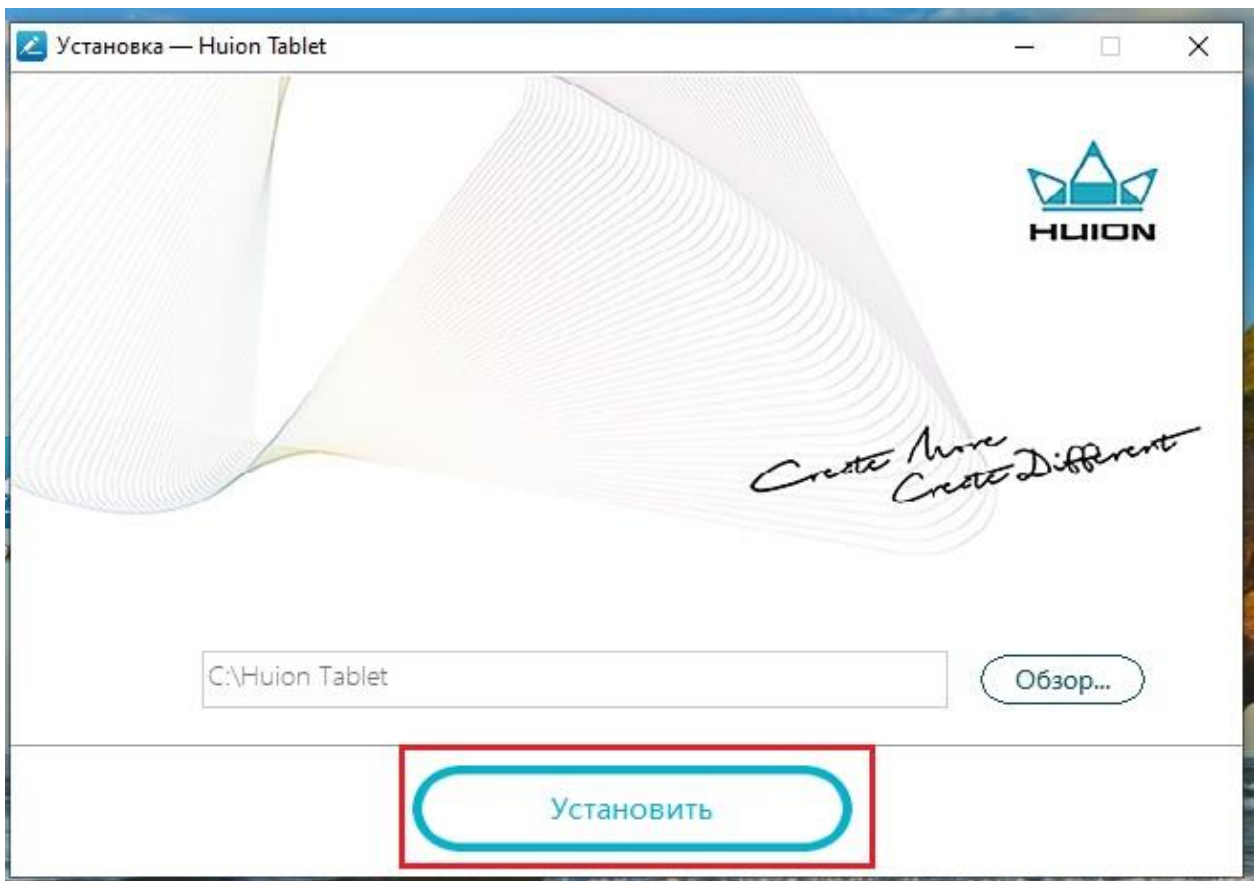 Установка — Huion Tablet
HUION
Create More
Create Different
C:\Huion Tablet
Обзор...
Установить